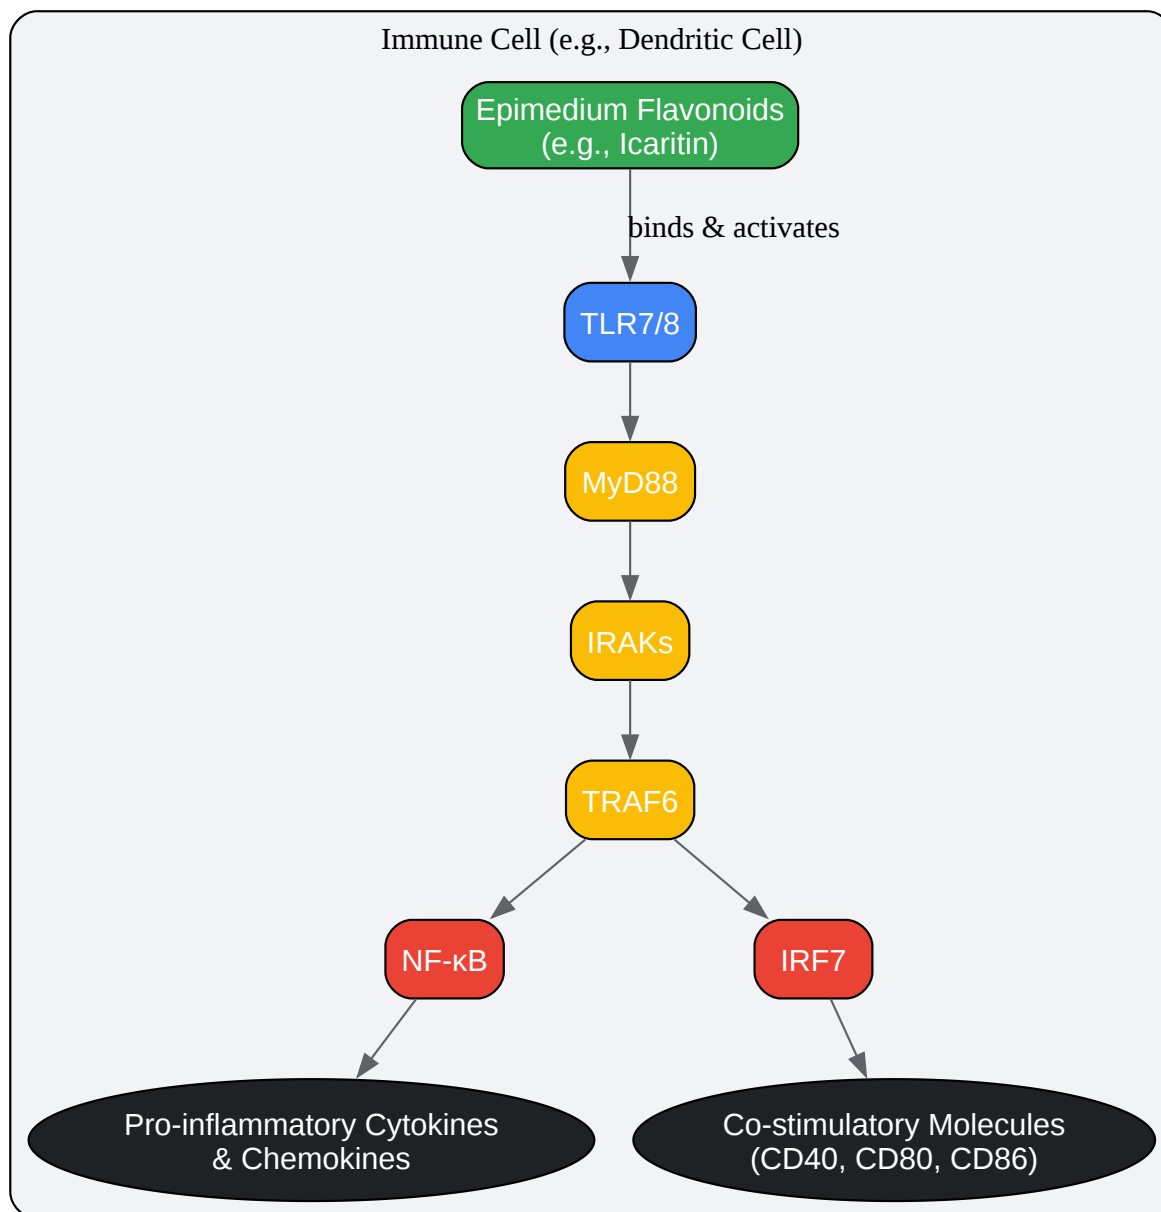 Immune Cell (e.g., Dendritic Cell)
Epimedium Flavonoids
(e.g., Icaritin)
binds & activates
TLR7/8
MyD88
IRAKs
TRAF6
NF-κB
IRF7
Pro-inflammatory Cytokines
& Chemokines
Co-stimulatory Molecules
(CD40, CD80, CD86)